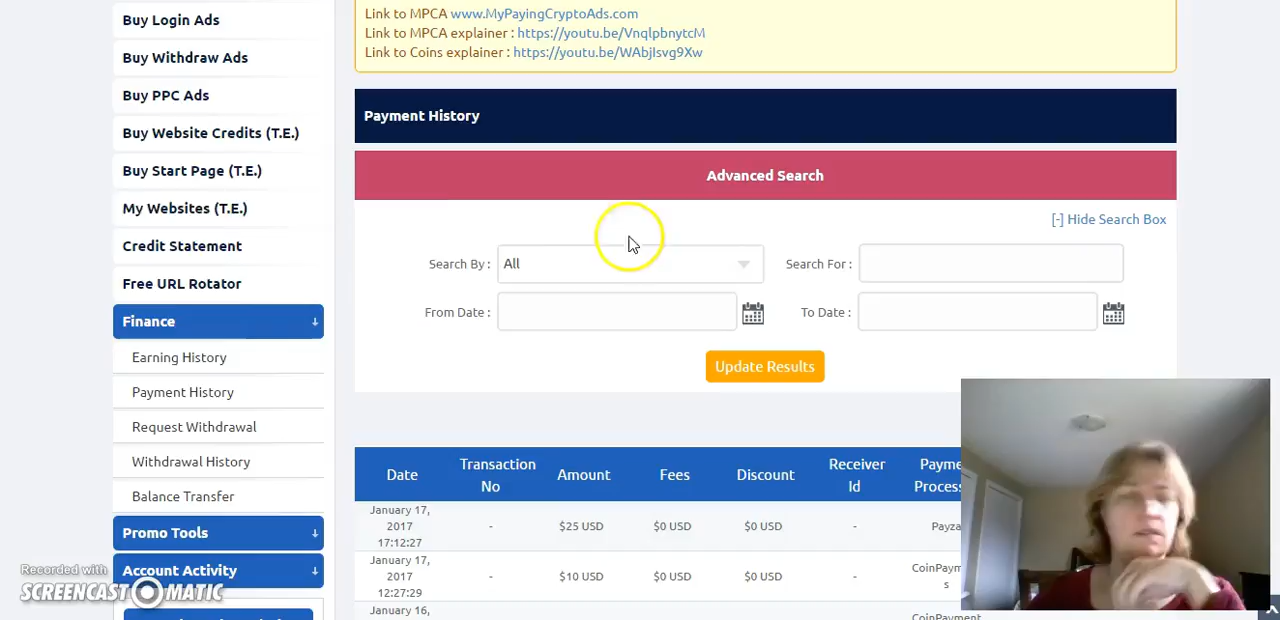 Buy Login Ads
Buy Withdraw Ads
Buy PPC Ads
Buy Website Credits (T.E.)
Buy Start Page (T.E.)
My Websites (T.E.)
Credit Statement
Free URL Rotator
Finance ↓
Earning History
Payment History
Request Withdrawal
Withdrawal History
Balance Transfer
Promo Tools ↓
Account Activity ↓
Recorded with
SCREENCAST MATIC
Link to MPCA www.MyPayingCryptoAds.com
Link to MPCA explainer : https://youtu.be/VnqlpbnytcM
Link to Coins explainer : https://youtu.be/WAbjIsvg9Xw
Payment History
Advanced Search
[-] Hide Search Box
Search By : All Search For :
From Date : To Date :
Update Results
Date Transaction No Amount Fees Discount Receiver Id Payme Proces
January 17, 2017 17:12:27 - $25 USD $0 USD $0 USD - Payza
January 17, 2017 12:27:29 - $10 USD $0 USD $0 USD - CoinPaym s
January 16, CoinPayment